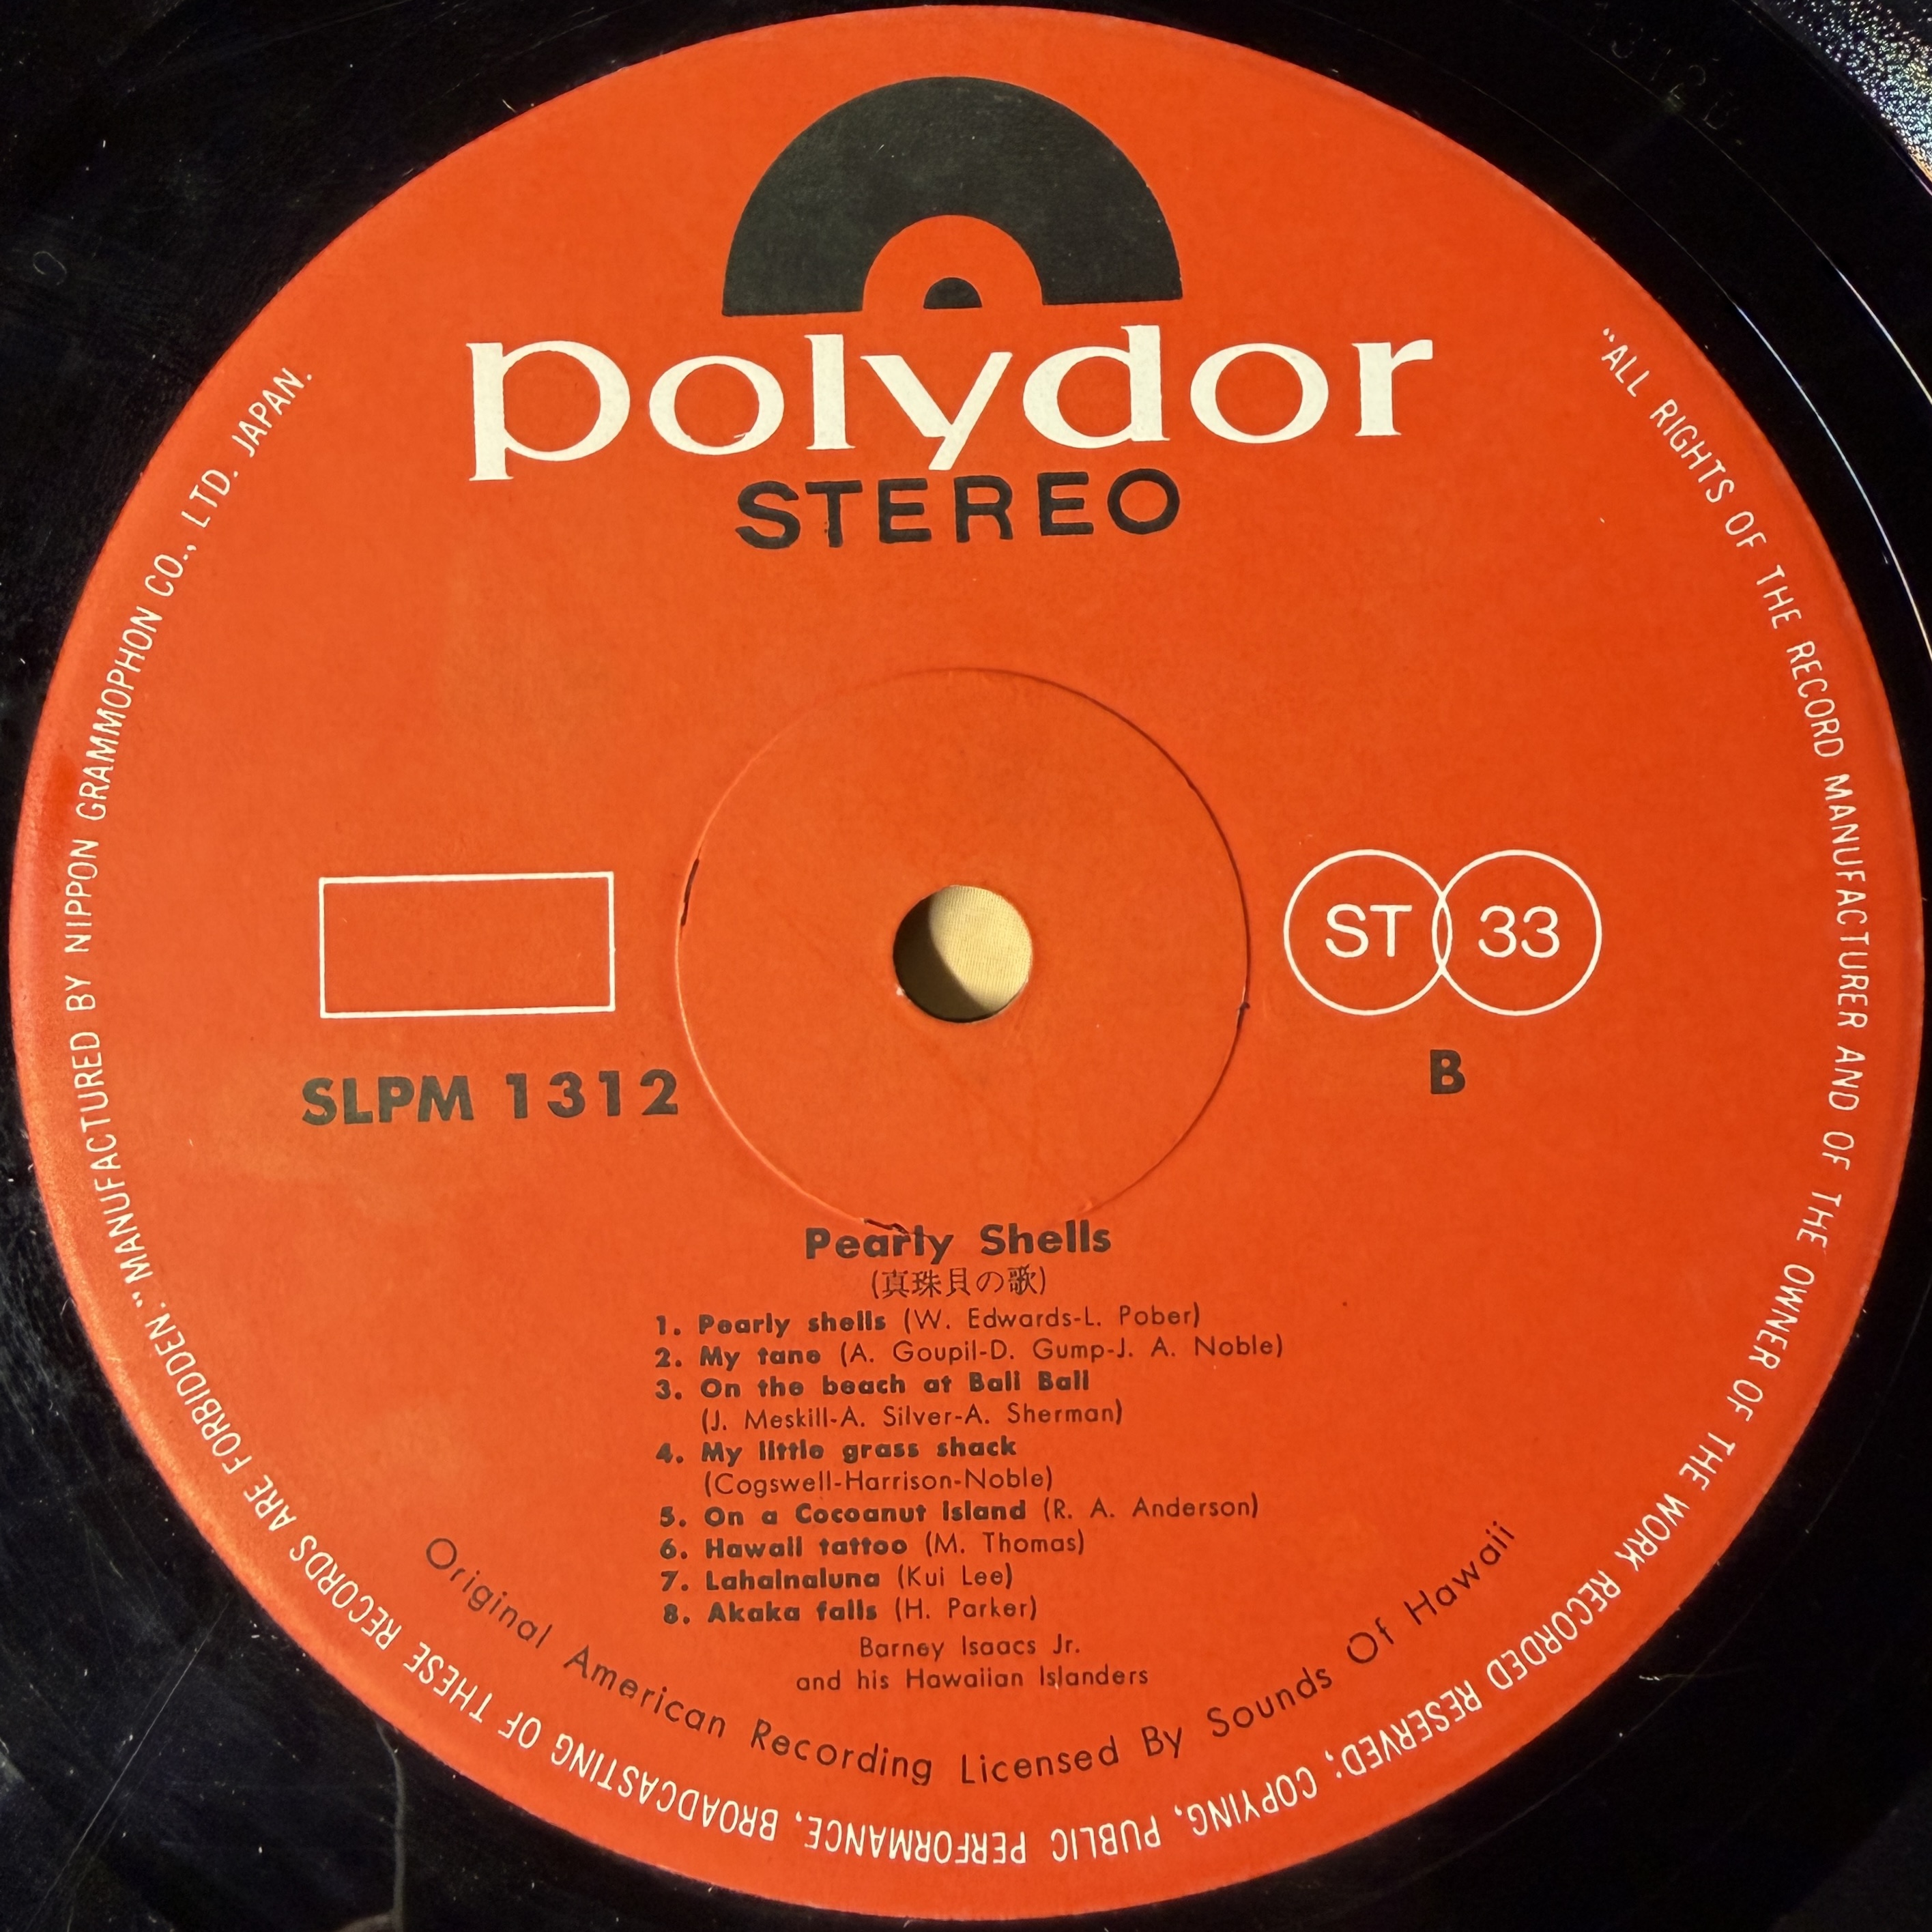 polydor
STEREO
ST 33
SLPM 1312
B
Pearly Shells
(真珠貝の歌)
1. Pearly shells (W. Edwards-L. Pober)
2. My tane (A. Goupil-D. Gump-J. A. Noble)
3. On the beach at Bali Bali
(J. Meskill-A. Silver-A. Sherman)
4. My little grass shack
(Cogswell-Harrison-Noble)
5. On a Cocoanut Island (R. A. Anderson)
6. Hawaii tattoo (M. Thomas)
7. Lahainaluna (Kui Lee)
8. Akaka falls (H. Parker)
Barney Isaacs Jr.
and his Hawaiian Islanders
Original American Recording Licensed By Sounds Of Hawaii
"ALL RIGHTS OF THE RECORD MANUFACTURER AND OF THE OWNER OF THE WORK RECORDED RESERVED; COPYING, PUBLIC PERFORMANCE, BROADCASTING OF THESE RECORDS ARE FORBIDDEN." MANUFACTURED BY NIPPON GRAMMOPHON CO., LTD. JAPAN.